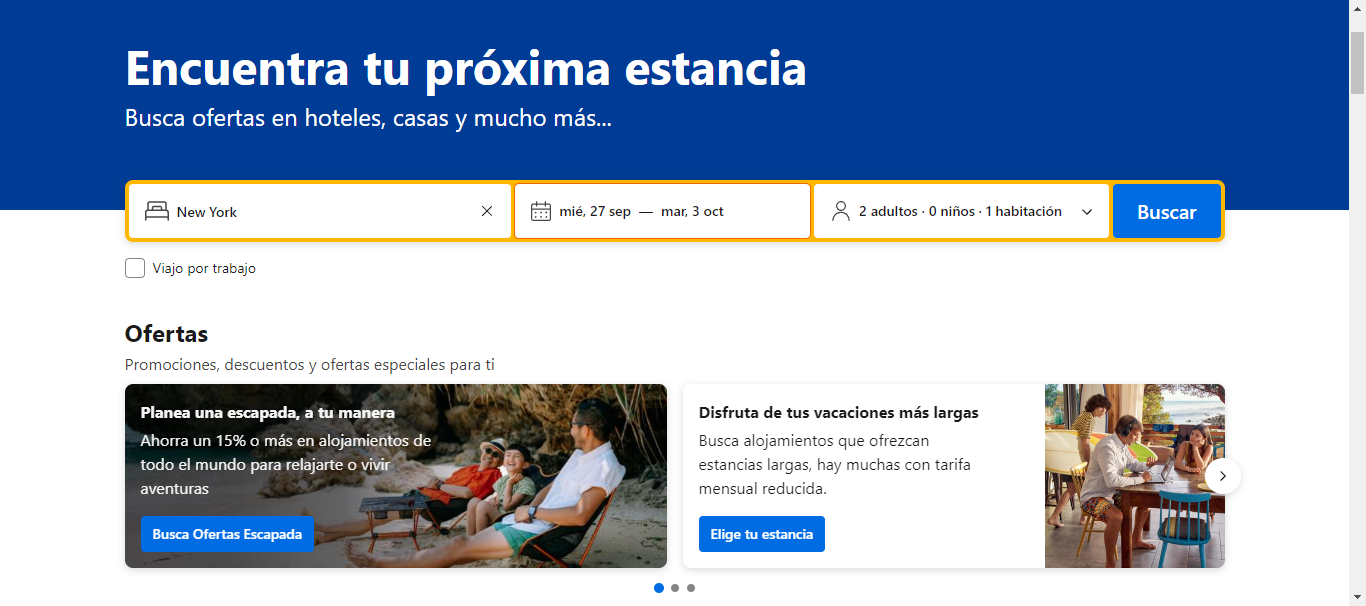 Encuentra tu próxima estancia
Busca ofertas en hoteles, casas y mucho más...
New York
mié, 27 sep — mar, 3 oct
2 adultos · 0 niños · 1 habitación
Buscar
Viajo por trabajo
Ofertas
Promociones, descuentos y ofertas especiales para ti
Planea una escapada, a tu manera
Ahorra un 15% o más en alojamientos de
todo el mundo para relajarte o vivir
aventuras
Busca Ofertas Escapada
Disfruta de tus vacaciones más largas
Busca alojamientos que ofrezcan
estancias largas, hay muchas con tarifa
mensual reducida.
Elige tu estancia